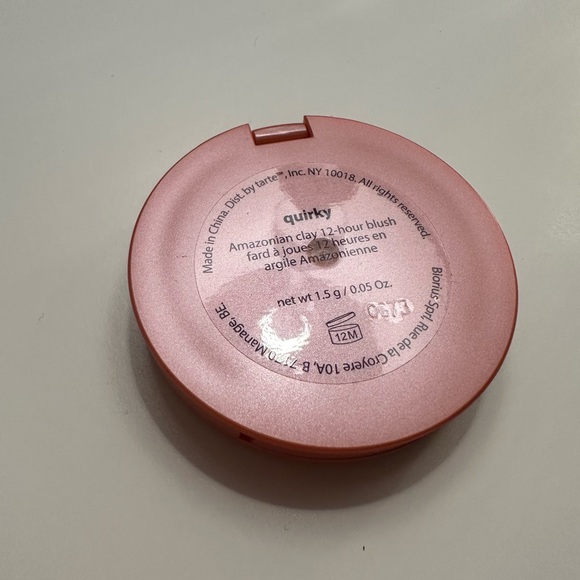 Made in China. Dist. by tarte™, Inc. NY 10018. All rights reserved.
quirky
Amazonian clay 12-hour blush
fard à joues 12 heures en
argile Amazonienne
net wt 1.5 g / 0.05 Oz.
12M
Biorius Sprl, Rue de la Croyere 10A, B-7170 Manage, BE.